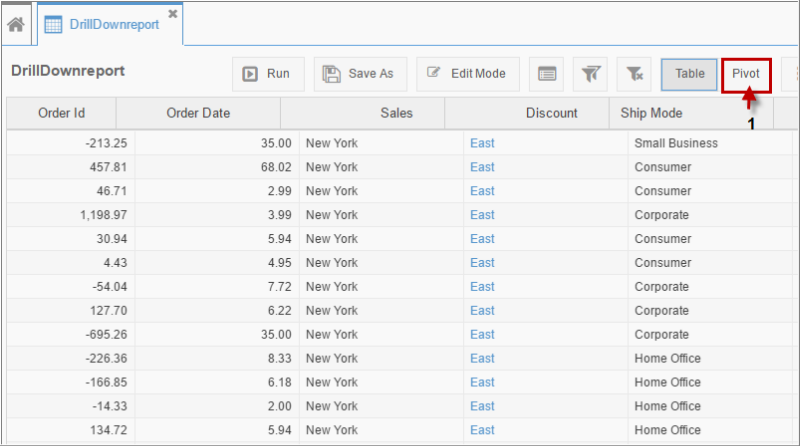 DrillDownreport
DrillDownreport Run Save As Edit Mode Table Pivot
1
Order Id Order Date Sales Discount Ship Mode
-213.25 35.00 New York East Small Business
457.81 68.02 New York East Consumer
46.71 2.99 New York East Consumer
1,198.97 3.99 New York East Corporate
30.94 5.94 New York East Consumer
4.43 4.95 New York East Consumer
-54.04 7.72 New York East Corporate
127.70 6.22 New York East Corporate
-695.26 35.00 New York East Corporate
-226.36 8.33 New York East Home Office
-166.85 6.18 New York East Home Office
-14.33 2.00 New York East Home Office
134.72 5.94 New York East Home Office